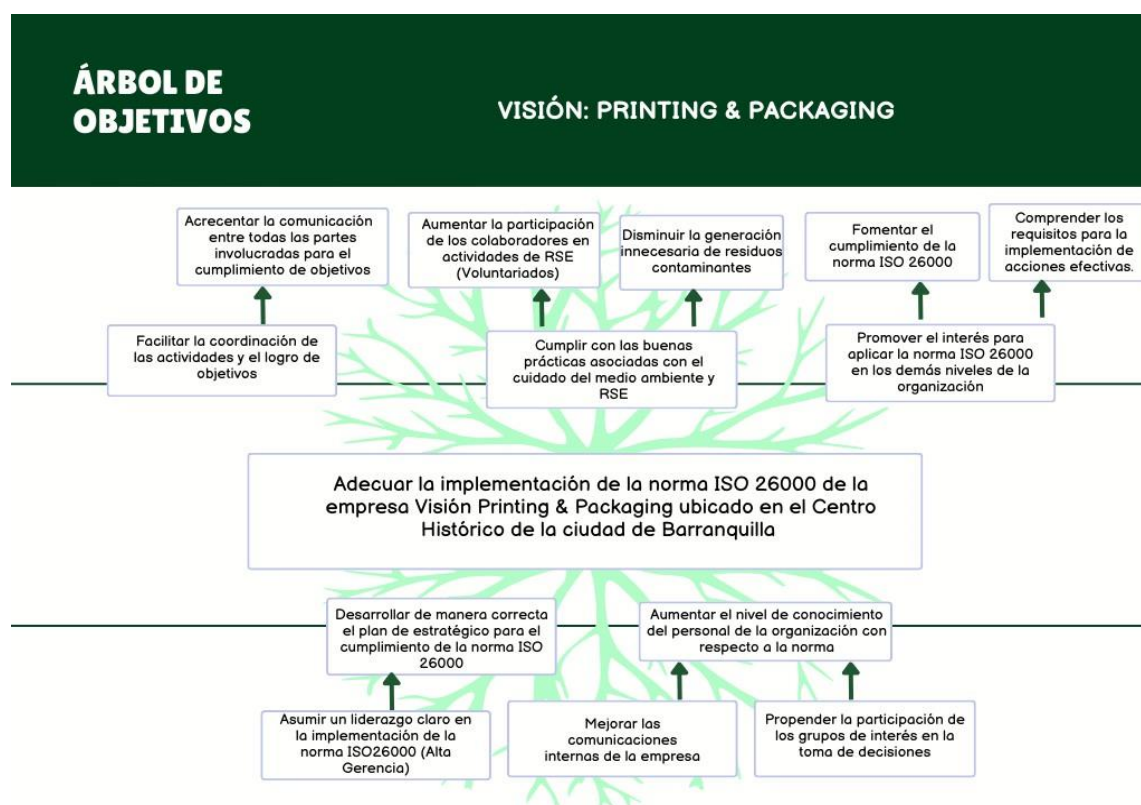 ÁRBOL DE
OBJETIVOS
VISIÓN: PRINTING & PACKAGING
Acrecentar la comunicación
entre todas las partes
involucradas para el
cumplimiento de objetivos
Aumentar la participación
de los colaboradores en
actividades de RSE
(Voluntariados)
Disminuir la generación
innecesaria de residuos
contaminantes
Fomentar el
cumplimiento de la
norma ISO 26000
Comprender los
requisitos para la
implementación de
acciones efectivas.
Facilitar la coordinación de
las actividades y el logro de
objetivos
Cumplir con las buenas
prácticas asociadas con el
cuidado del medio ambiente y
RSE
Promover el interés para
aplicar la norma ISO 26000
en los demás niveles de la
organización
Adecuar la implementación de la norma ISO 26000 de la
empresa Visión Printing & Packaging ubicado en el Centro
Histórico de la ciudad de Barranquilla
Desarrollar de manera correcta
el plan de estratégico para el
cumplimiento de la norma ISO
26000
Aumentar el nivel de conocimiento
del personal de la organización con
respecto a la norma
Asumir un liderazgo claro en
la implementación de la
norma ISO26000 (Alta
Gerencia)
Mejorar las
comunicaciones
internas de la empresa
Propender la participación de
los grupos de interés en la
toma de decisiones